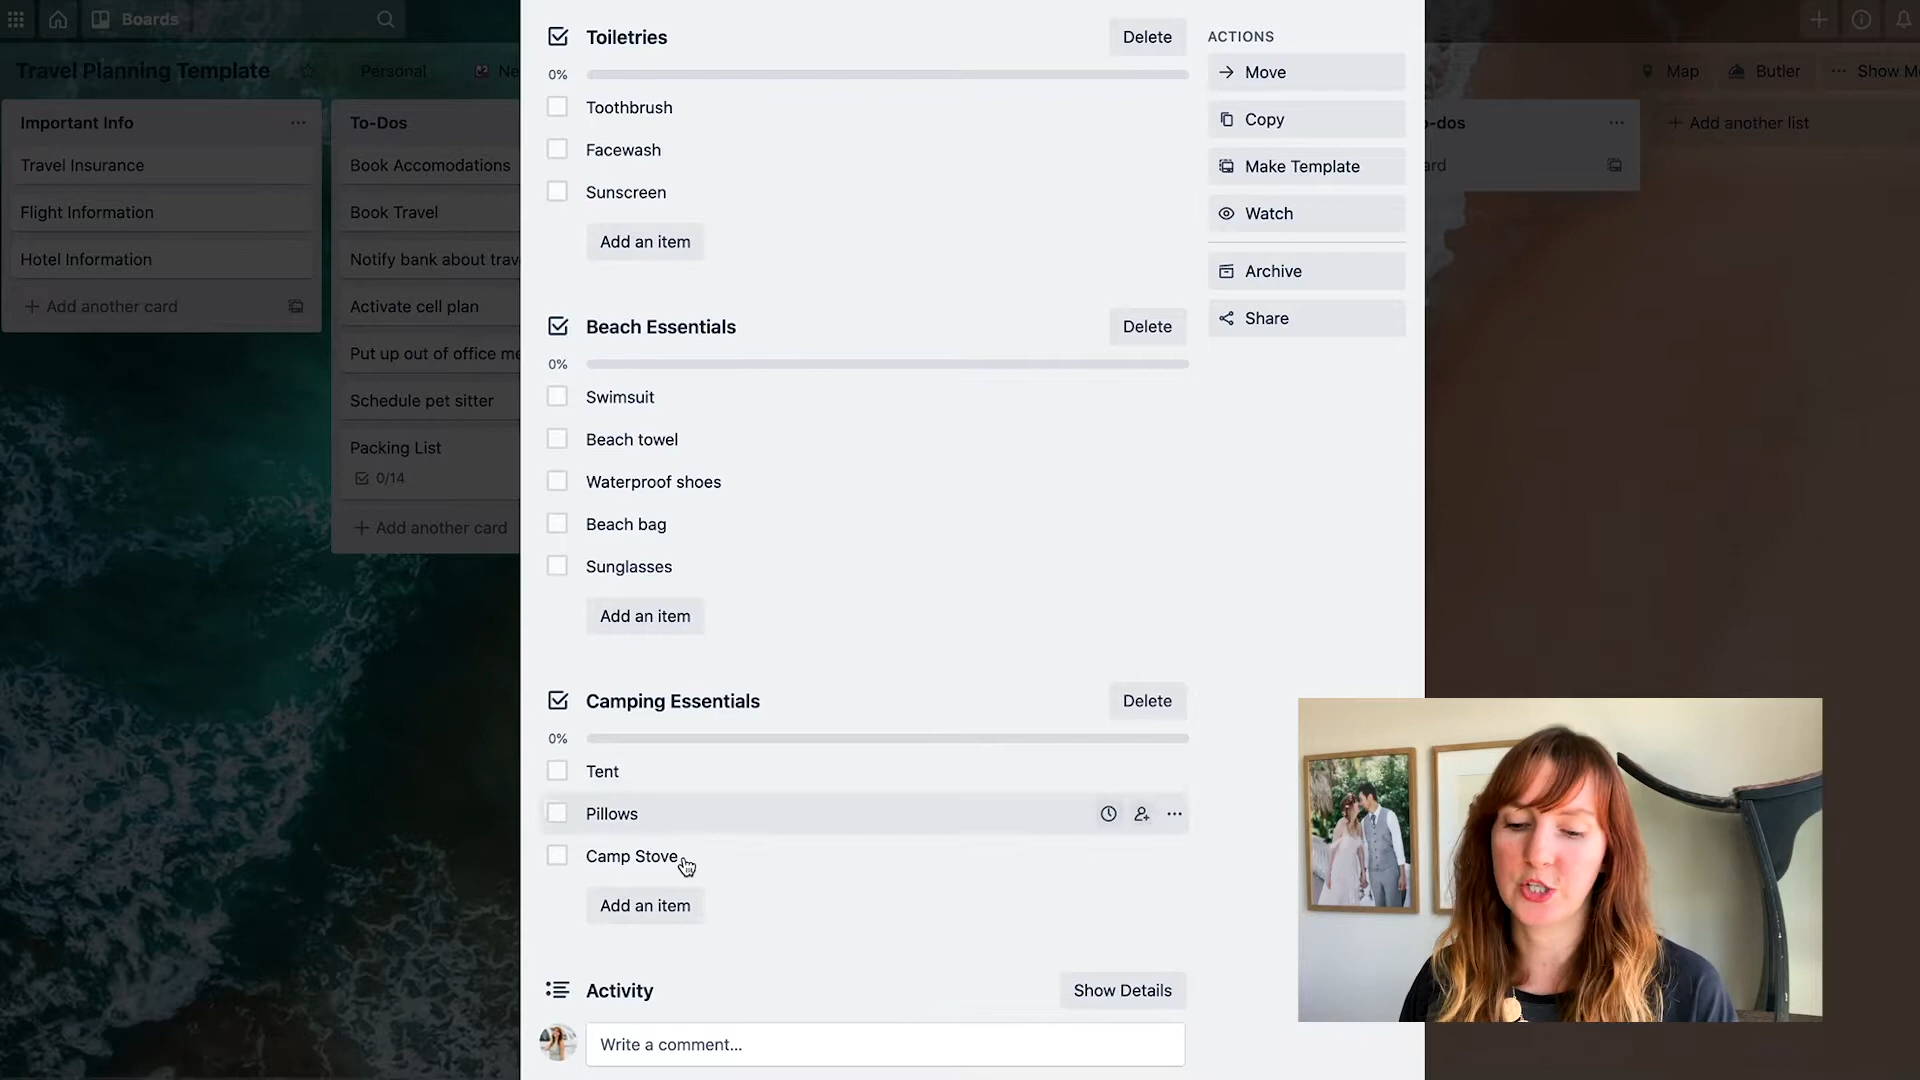 Boards
Travel Planning Template
Personal
Ne
Map
Butler
Show M
Important Info
Travel Insurance
Flight Information
Hotel Information
Add another card
To-Dos
Book Accomodations
Book Travel
Notify bank about trav
Activate cell plan
Put up out of office me
Schedule pet sitter
Packing List
0/14
Add another card
Toiletries
Delete
0%
Toothbrush
Facewash
Sunscreen
Add an item
Beach Essentials
Delete
0%
Swimsuit
Beach towel
Waterproof shoes
Beach bag
Sunglasses
Add an item
Camping Essentials
Delete
0%
Tent
Pillows
Camp Stove
Add an item
Activity
Show Details
Write a comment...
ACTIONS
Move
Copy
Make Template
Watch
Archive
Share
o-dos
ard
Add another list